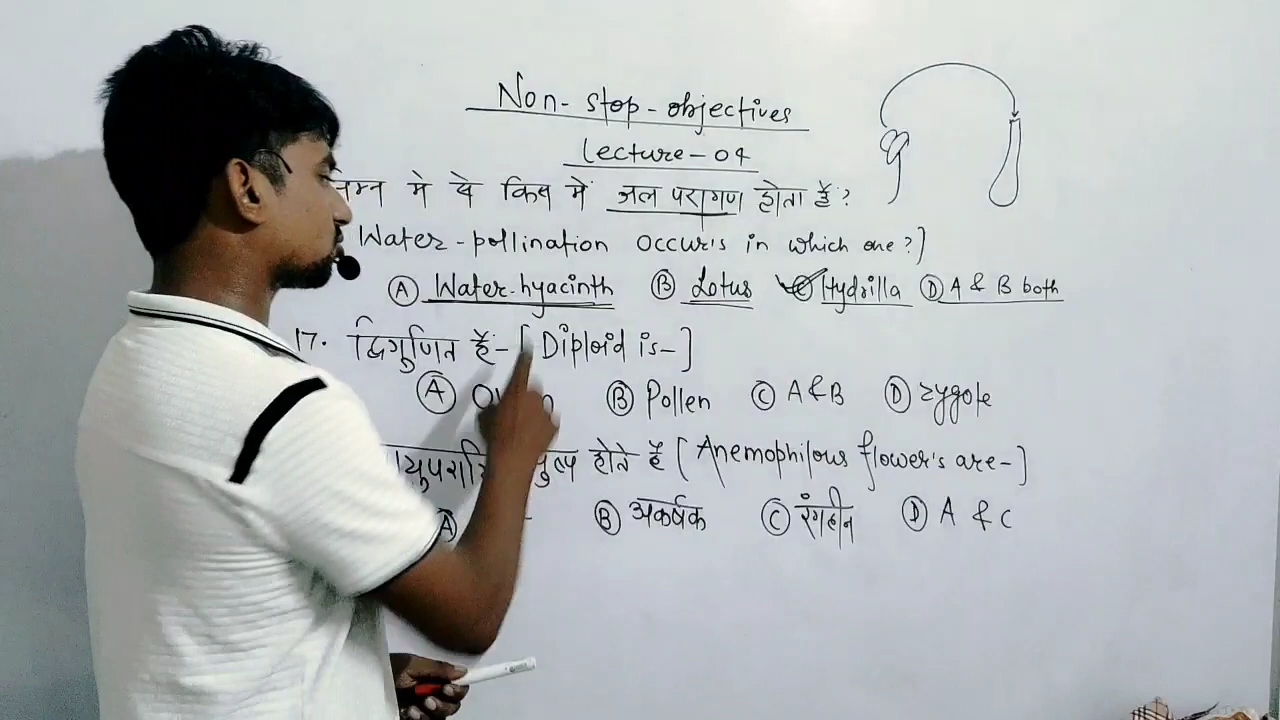 Non-stop-objectives
Lecture-04
मे से किस में जल परागण होता है?
Water-pollination occur's in which one?]
Ⓐ Water-hyacinth Ⓑ Lotus Ⓒ Hydrilla Ⓓ A & B both
17. द्विगुणित है-[Diploid is-]
Ⓐ Ⓑ Pollen Ⓒ A&B Ⓓ zygote
होते है [Anemophilous flower's are-]
Ⓐ Ⓑ अकर्षक Ⓒ रंगहीन Ⓓ A & C